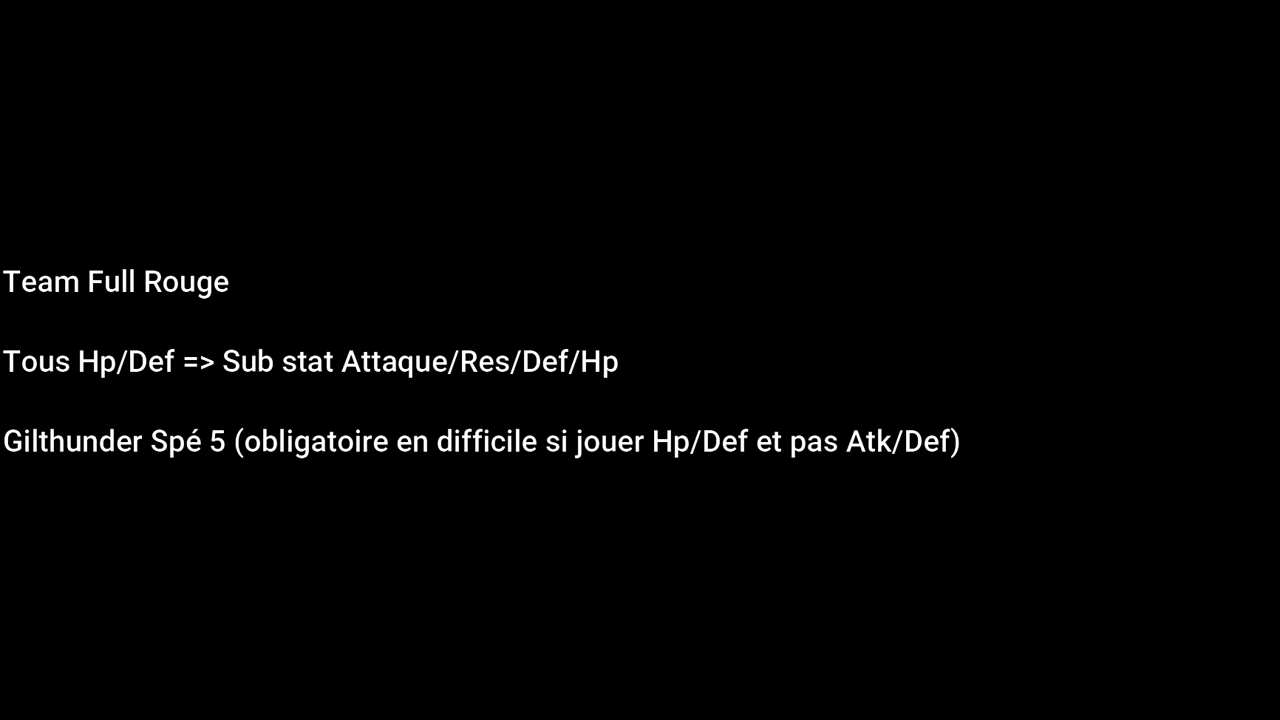 Team Full Rouge
Tous Hp/Def => Sub stat Attaque/Res/Def/Hp
Gilthunder Spé 5 (obligatoire en difficile si jouer Hp/Def et pas Atk/Def)